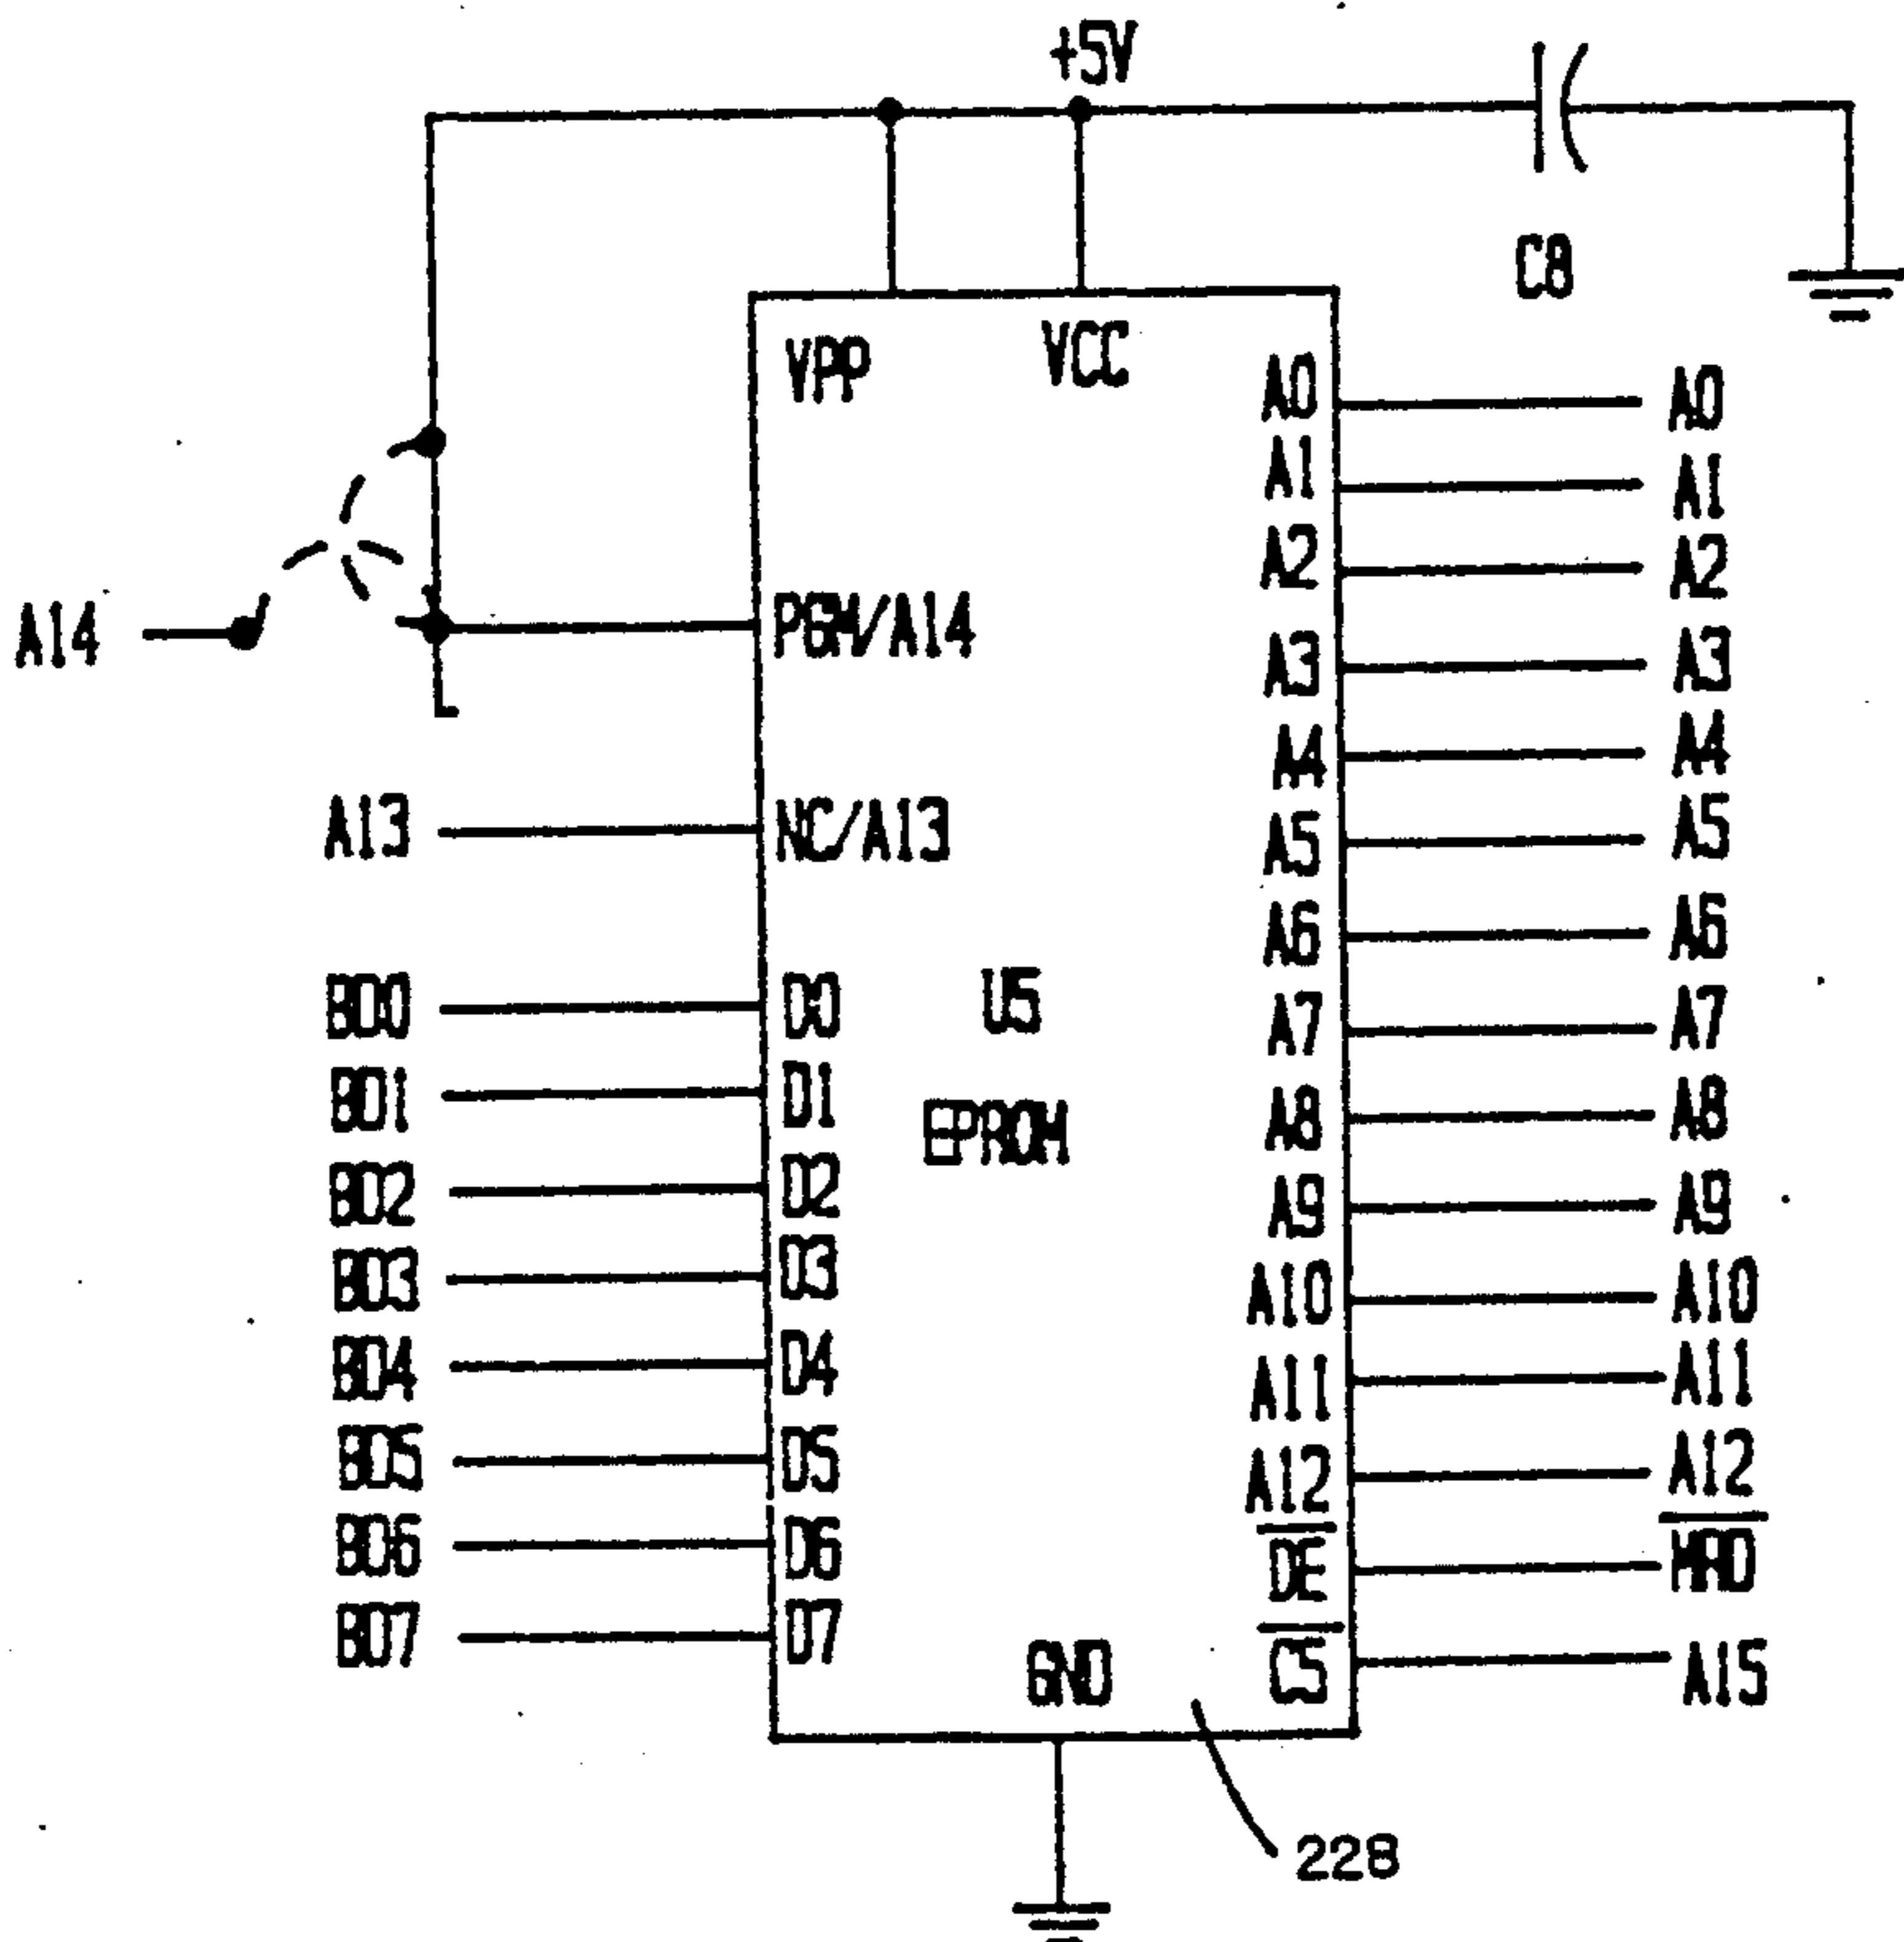 +5V
C8
VPP
VCC
A0
A0
A1
A1
A2
A2
A14
PGM/A14
A3
A3
A4
A4
A13
NC/A13
A5
A5
A6
A6
BD0
D0
U5
A7
A7
BD1
D1
EPROM
A8
A8
BD2
D2
A9
A9
BD3
D3
A10
A10
BD4
D4
A11
A11
BD5
D5
A12
A12
BD6
D6
OE
MRD
BD7
D7
GND
CS
A15
228